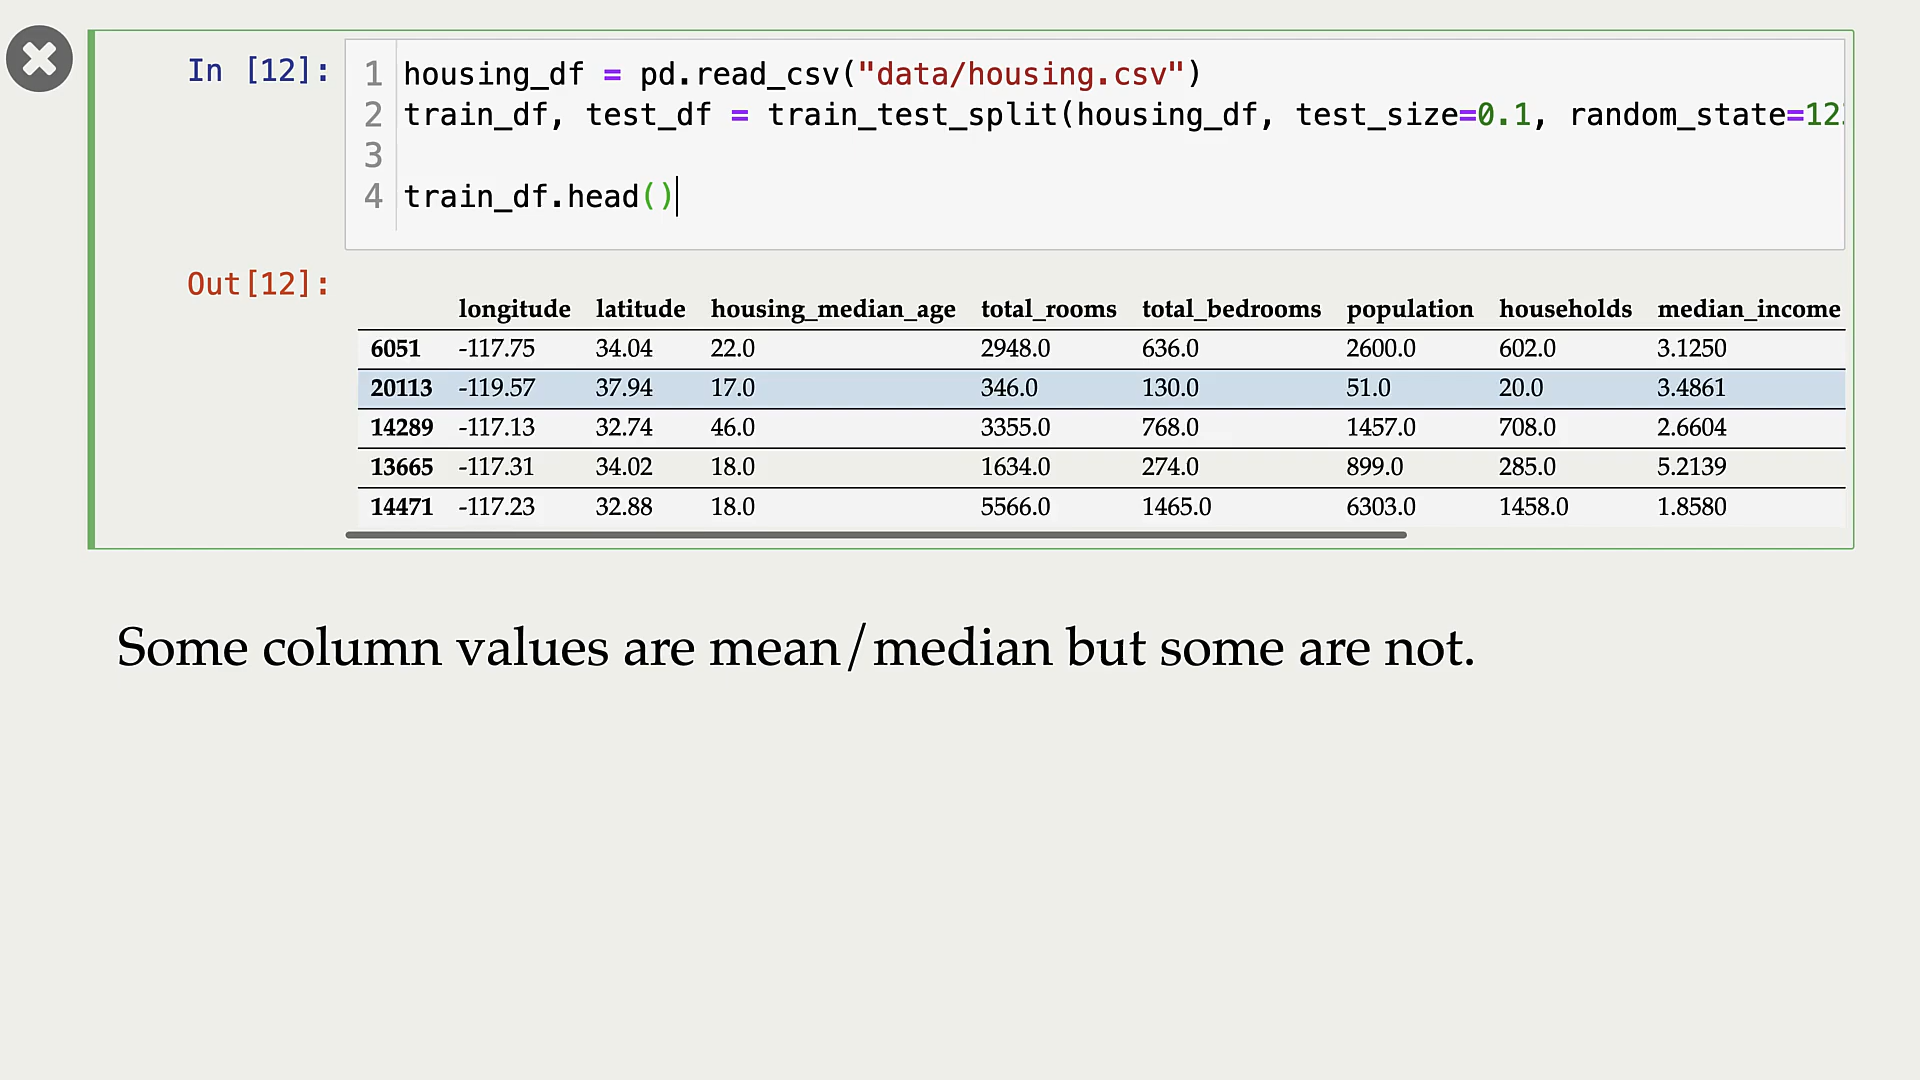 In [12]:
1 housing_df = pd.read_csv("data/housing.csv")
2 train_df, test_df = train_test_split(housing_df, test_size=0.1, random_state=12
3
4 train_df.head()
Out[12]:
longitude latitude housing_median_age total_rooms total_bedrooms population households median_income
6051 -117.75 34.04 22.0 2948.0 636.0 2600.0 602.0 3.1250
20113 -119.57 37.94 17.0 346.0 130.0 51.0 20.0 3.4861
14289 -117.13 32.74 46.0 3355.0 768.0 1457.0 708.0 2.6604
13665 -117.31 34.02 18.0 1634.0 274.0 899.0 285.0 5.2139
14471 -117.23 32.88 18.0 5566.0 1465.0 6303.0 1458.0 1.8580
Some column values are mean/median but some are not.